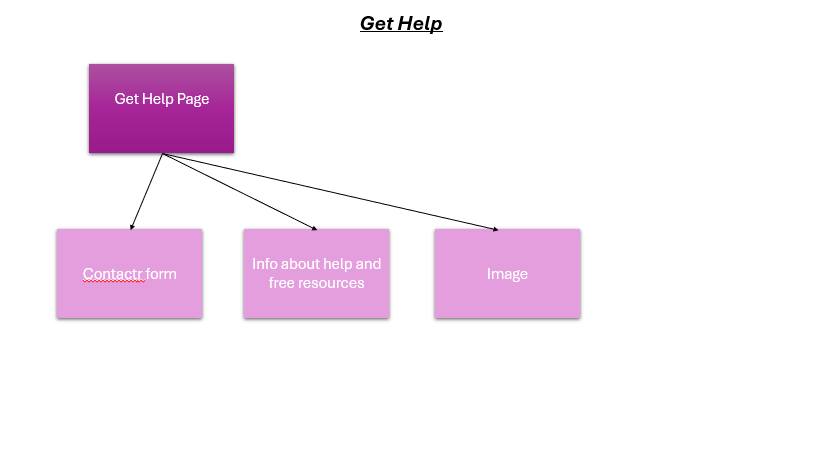 Get Help
Get Help Page
Contactr form
Info about help and
free resources
Image